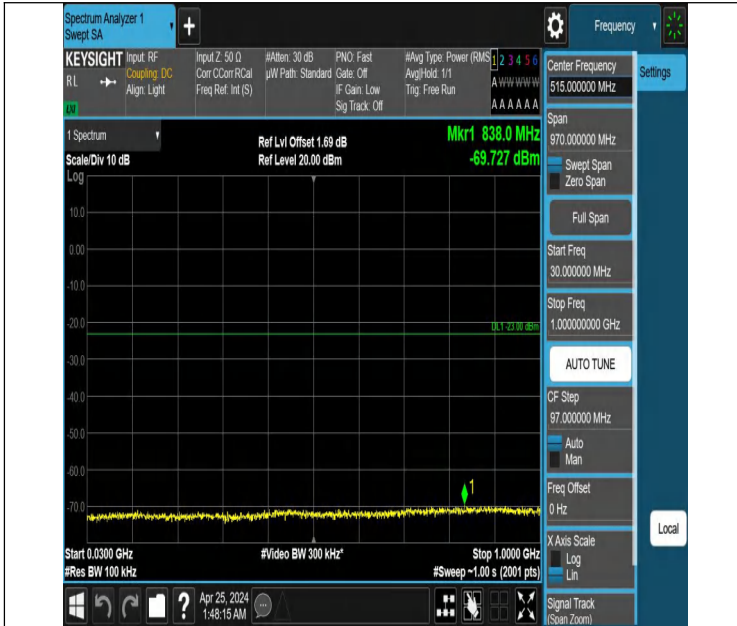 Spectrum Analyzer 1
Swept SA
+
Frequency
KEYSIGHT
RL
Input: RF
Coupling: DC
Align: Light
Input Z: 50 Ω
Corr CCorr RCal
Freq Ref: Int (S)
#Atten: 30 dB
µW Path: Standard
PNO: Fast
Gate: Off
IF Gain: Low
Sig Track: Off
#Avg Type: Power (RMS
Avg|Hold: 1/1
Trig: Free Run
1 2 3 4 5 6
A W W W W W
A A A A A A
1 Spectrum
Scale/Div 10 dB
Ref Lvl Offset 1.69 dB
Ref Level 20.00 dBm
Mkr1 838.0 MHz
-69.727 dBm
Log
10.0
0.00
-10.0
-20.0
DL1 -23.00 dBm
-30.0
-40.0
-50.0
-60.0
1
-70.0
Start 0.0300 GHz
#Video BW 300 kHz*
Stop 1.0000 GHz
#Res BW 100 kHz
#Sweep ~1.00 s (2001 pts)
?
Apr 25, 2024
1:48:15 AM
Center Frequency
515.000000 MHz
Settings
Span
970.000000 MHz
Swept Span
Zero Span
Full Span
Start Freq
30.000000 MHz
Stop Freq
1.000000000 GHz
AUTO TUNE
CF Step
97.000000 MHz
Auto
Man
Freq Offset
0 Hz
Local
X Axis Scale
Log
Lin
Signal Track
(Span Zoom)